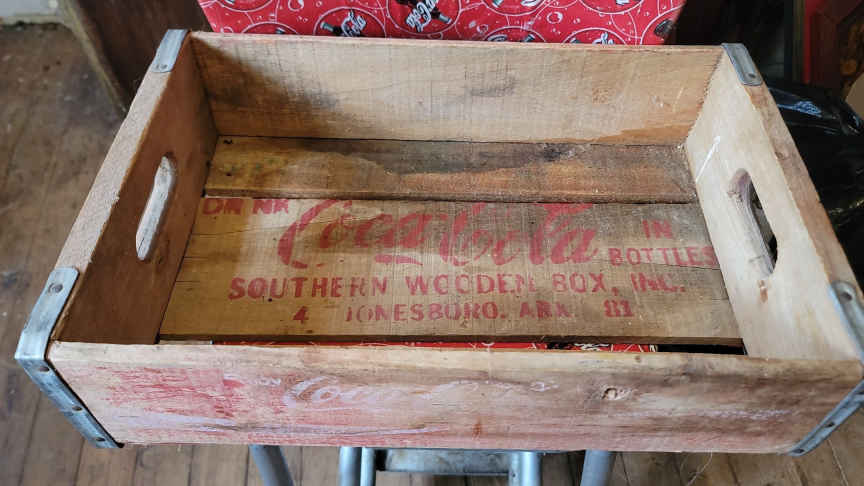 DRINK Coca-Cola IN BOTTLES
SOUTHERN WOODEN BOX, INC.
4 JONESBORO. ARK. 81
Coca-Cola